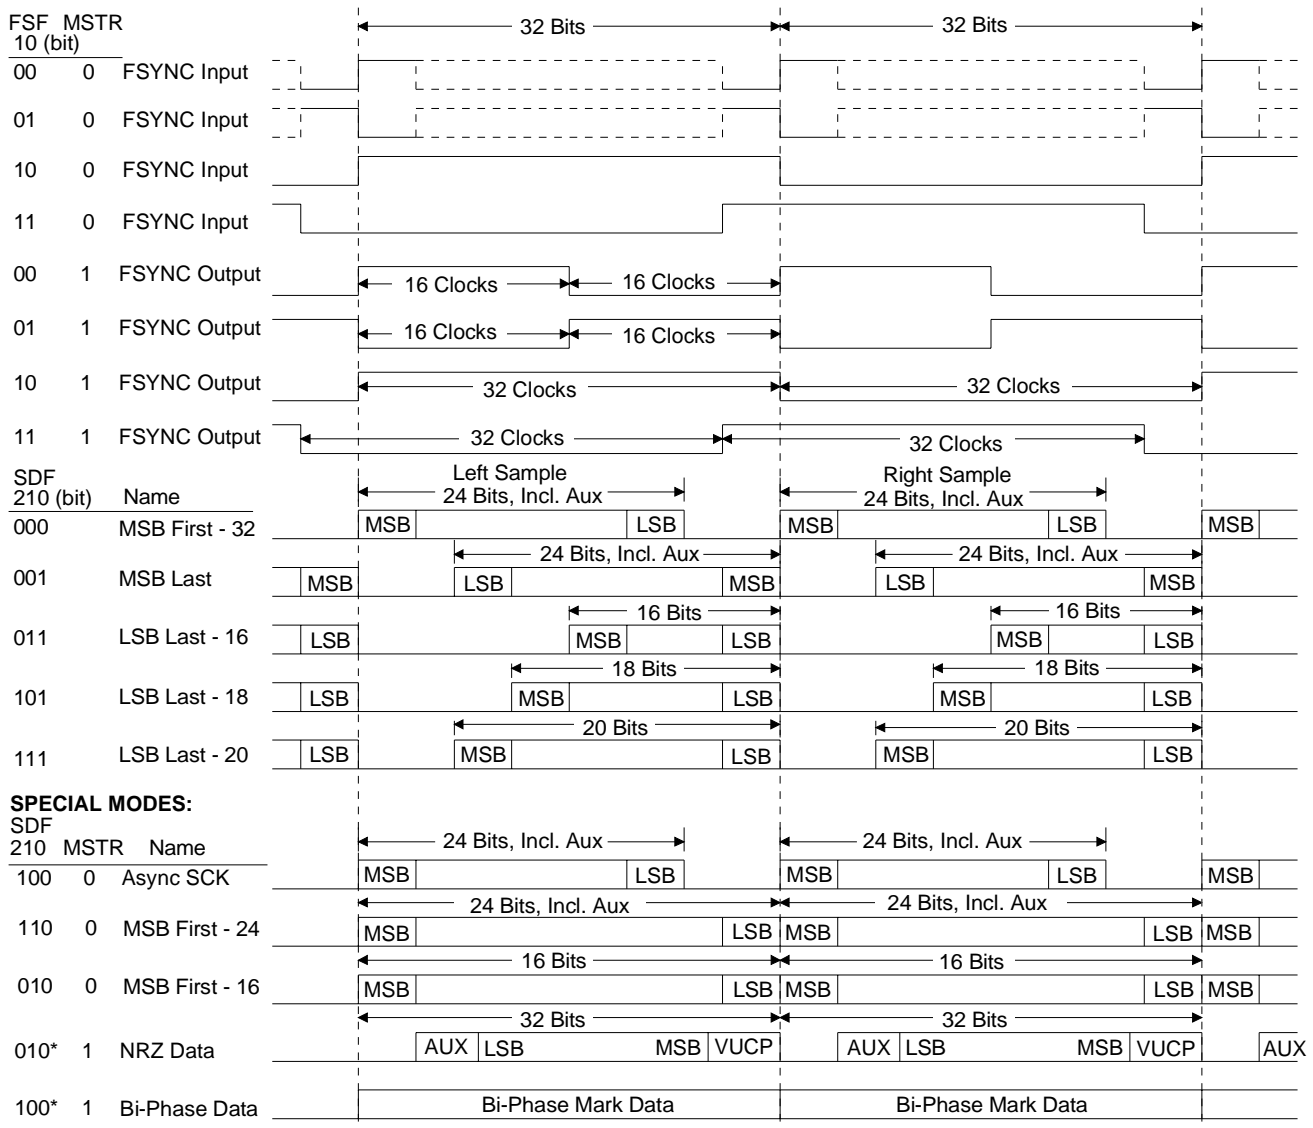 FSF MSTR
10 (bit)
32 Bits 32 Bits
00 0 FSYNC Input
01 0 FSYNC Input
10 0 FSYNC Input
11 0 FSYNC Input
00 1 FSYNC Output 16 Clocks 16 Clocks
01 1 FSYNC Output 16 Clocks 16 Clocks
10 1 FSYNC Output 32 Clocks 32 Clocks
11 1 FSYNC Output 32 Clocks 32 Clocks
SDF
210 (bit) Name
Left Sample Right Sample
24 Bits, Incl. Aux 24 Bits, Incl. Aux
000 MSB First - 32 MSB LSB MSB LSB MSB
24 Bits, Incl. Aux 24 Bits, Incl. Aux
001 MSB Last MSB LSB MSB LSB MSB
16 Bits 16 Bits
011 LSB Last - 16 LSB MSB LSB MSB LSB
18 Bits 18 Bits
101 LSB Last - 18 LSB MSB LSB MSB LSB
20 Bits 20 Bits
111 LSB Last - 20 LSB MSB LSB MSB LSB
SPECIAL MODES:
SDF
210 MSTR Name
24 Bits, Incl. Aux 24 Bits, Incl. Aux
100 0 Async SCK MSB LSB MSB LSB MSB
24 Bits, Incl. Aux 24 Bits, Incl. Aux
110 0 MSB First - 24 MSB LSB MSB LSB MSB
16 Bits 16 Bits
010 0 MSB First - 16 MSB LSB MSB LSB MSB
32 Bits 32 Bits
010* 1 NRZ Data AUX LSB MSB VUCP AUX LSB MSB VUCP AUX
100* 1 Bi-Phase Data Bi-Phase Mark Data Bi-Phase Mark Data